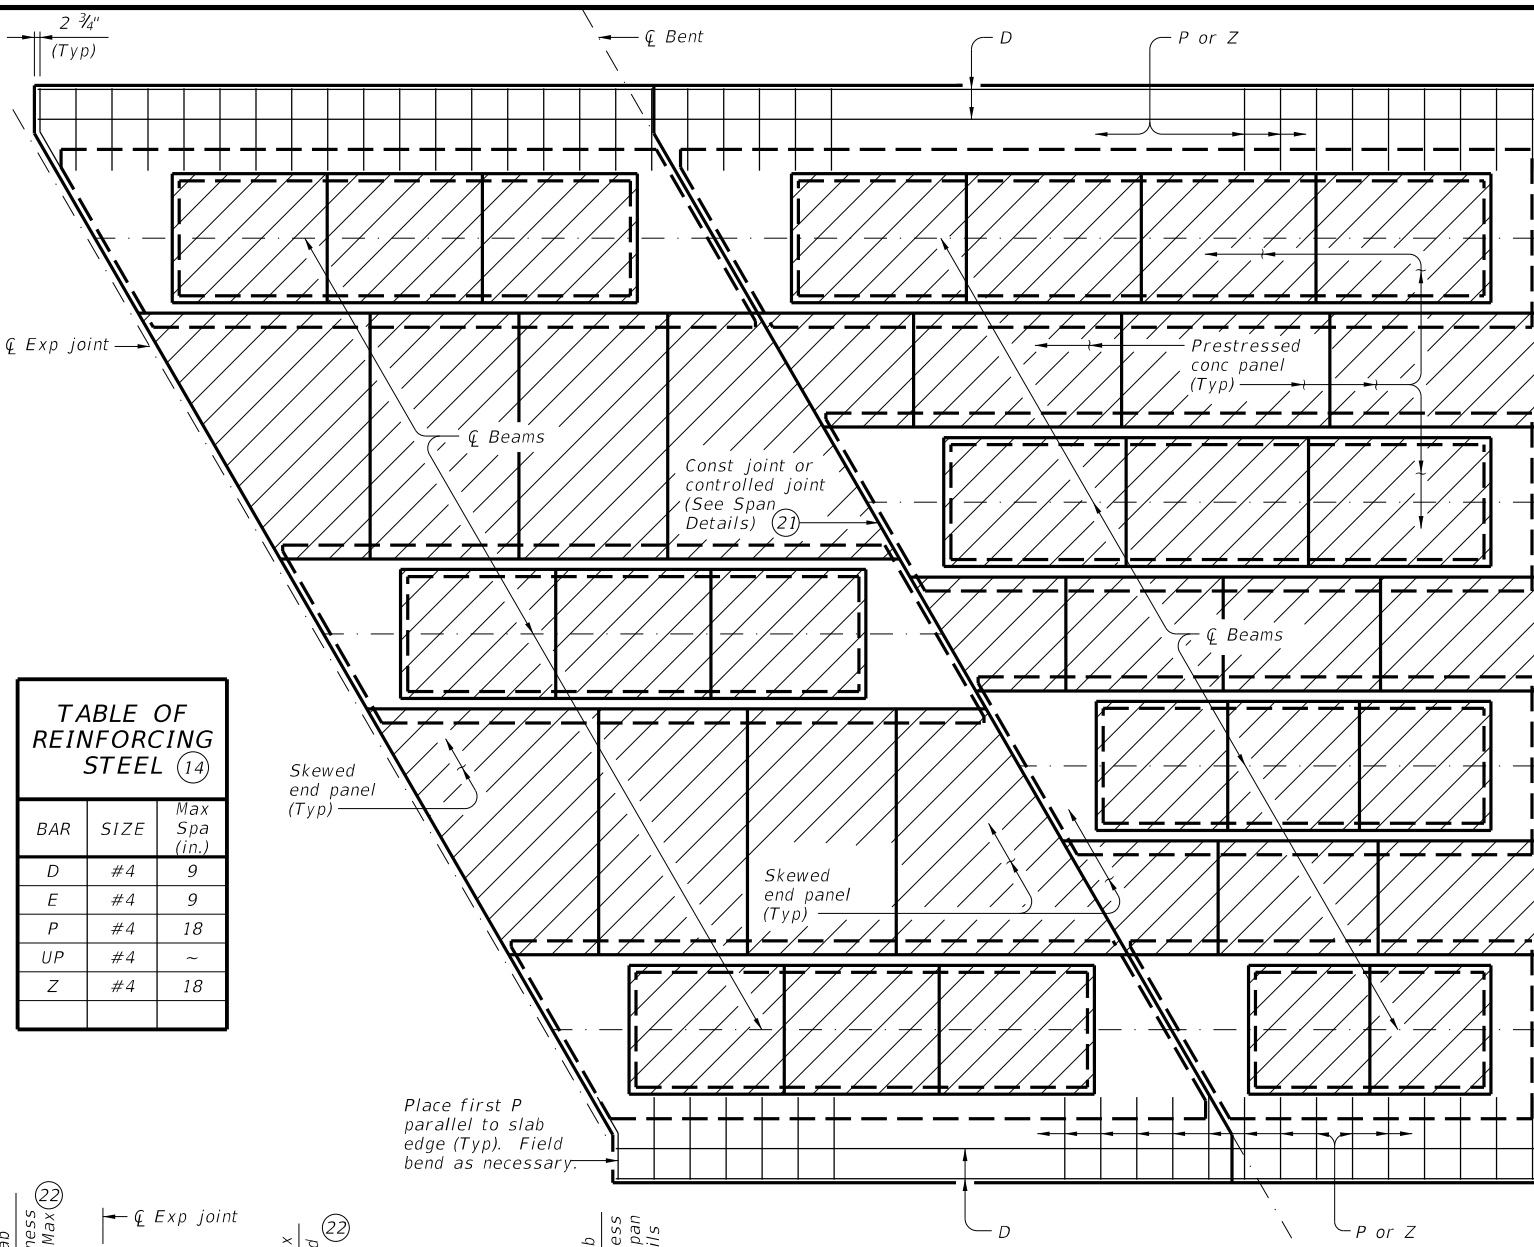 2 ¾"
(Typ)
℄ Bent
D
P or Z
℄ Exp joint
Prestressed
conc panel
(Typ)
℄ Beams
Const joint or
controlled joint
(See Span
Details) 21
℄ Beams
TABLE OF
REINFORCING
STEEL 14
BAR SIZE Max Spa (in.)
D #4 9
E #4 9
P #4 18
UP #4 ~
Z #4 18
Skewed
end panel
(Typ)
Skewed
end panel
(Typ)
Place first P
parallel to slab
edge (Typ). Field
bend as necessary.
22
Max
℄ Exp joint
22
D
P or Z